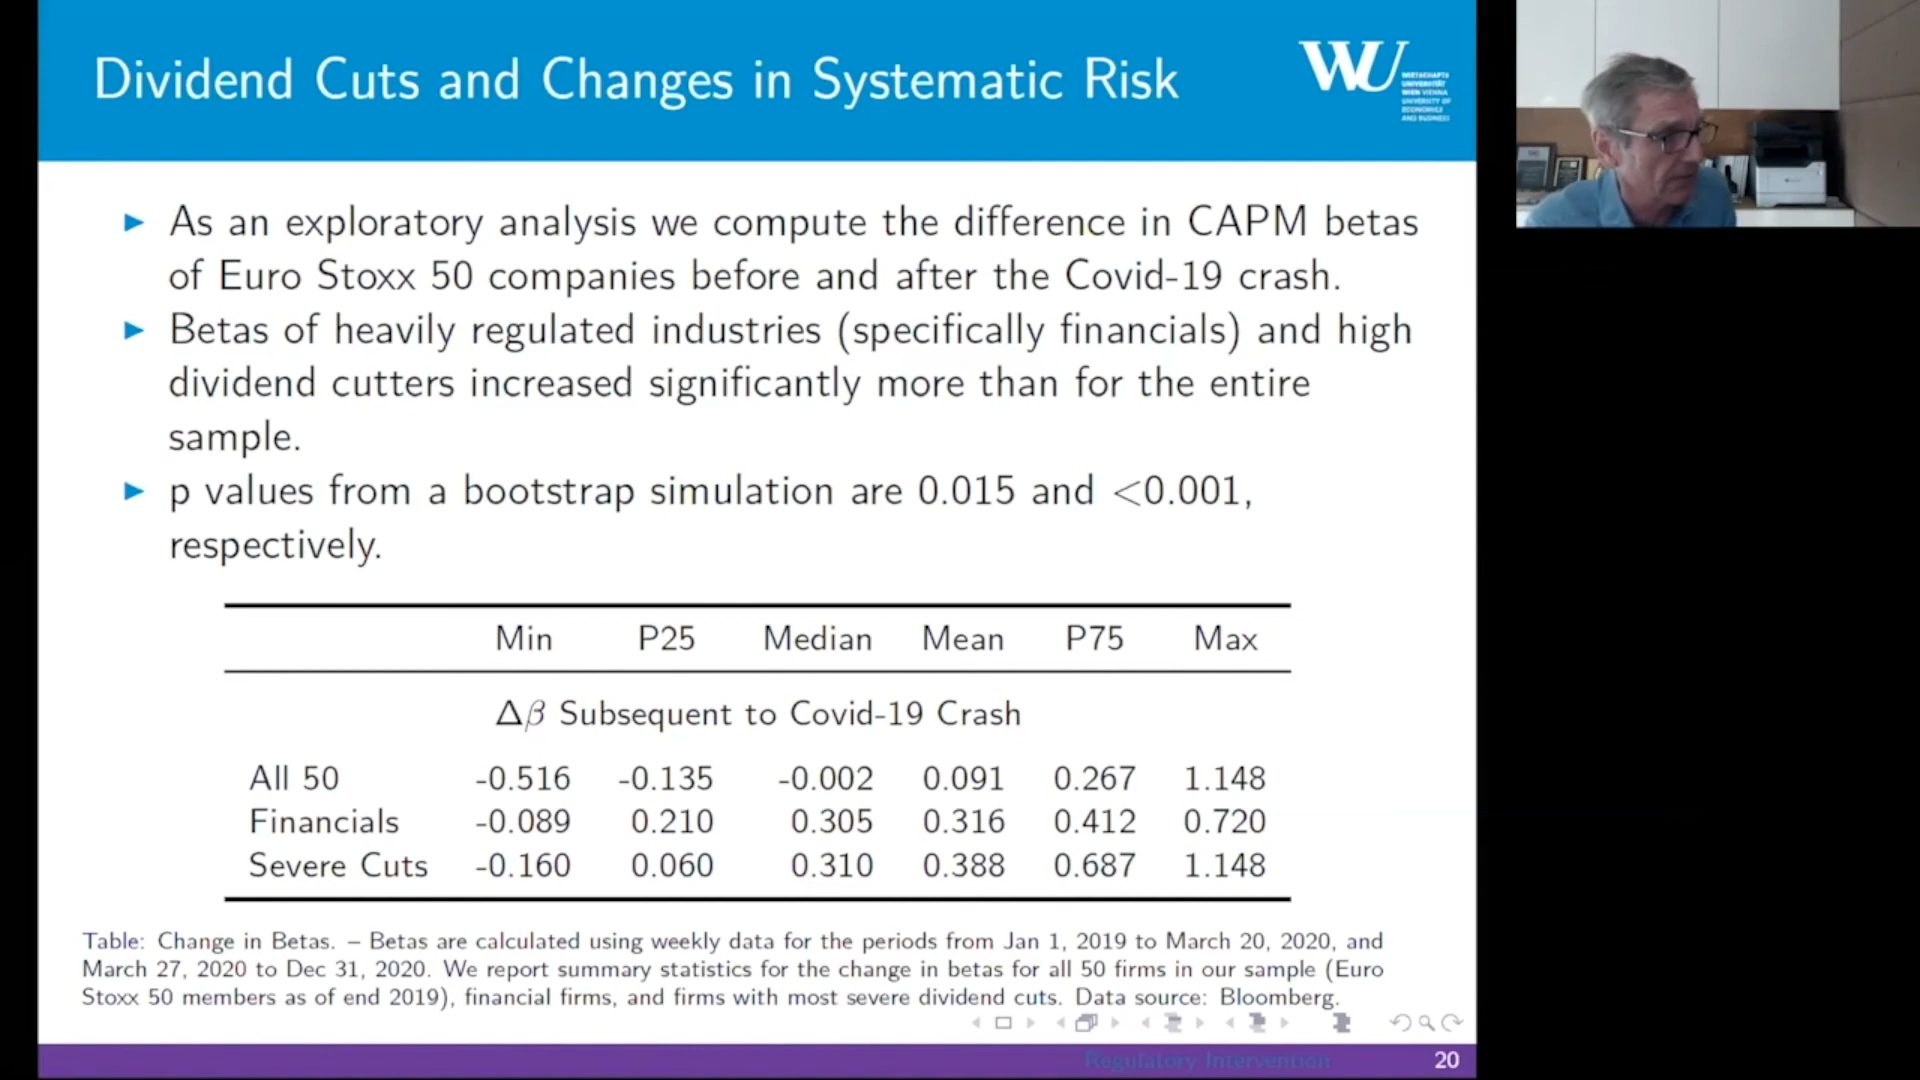 Dividend Cuts and Changes in Systematic Risk
WU
WIRTSCHAFTS
UNIVERSITÄT
WIEN VIENNA
UNIVERSITY OF
ECONOMICS
AND BUSINESS
▶ As an exploratory analysis we compute the difference in CAPM betas
of Euro Stoxx 50 companies before and after the Covid-19 crash.
▶ Betas of heavily regulated industries (specifically financials) and high
dividend cutters increased significantly more than for the entire
sample.
▶ p values from a bootstrap simulation are 0.015 and <0.001,
respectively.
Min P25 Median Mean P75 Max
Δβ Subsequent to Covid-19 Crash
All 50 -0.516 -0.135 -0.002 0.091 0.267 1.148
Financials -0.089 0.210 0.305 0.316 0.412 0.720
Severe Cuts -0.160 0.060 0.310 0.388 0.687 1.148
Table: Change in Betas. – Betas are calculated using weekly data for the periods from Jan 1, 2019 to March 20, 2020, and
March 27, 2020 to Dec 31, 2020. We report summary statistics for the change in betas for all 50 firms in our sample (Euro
Stoxx 50 members as of end 2019), financial firms, and firms with most severe dividend cuts. Data source: Bloomberg.
Regulatory Intervention 20